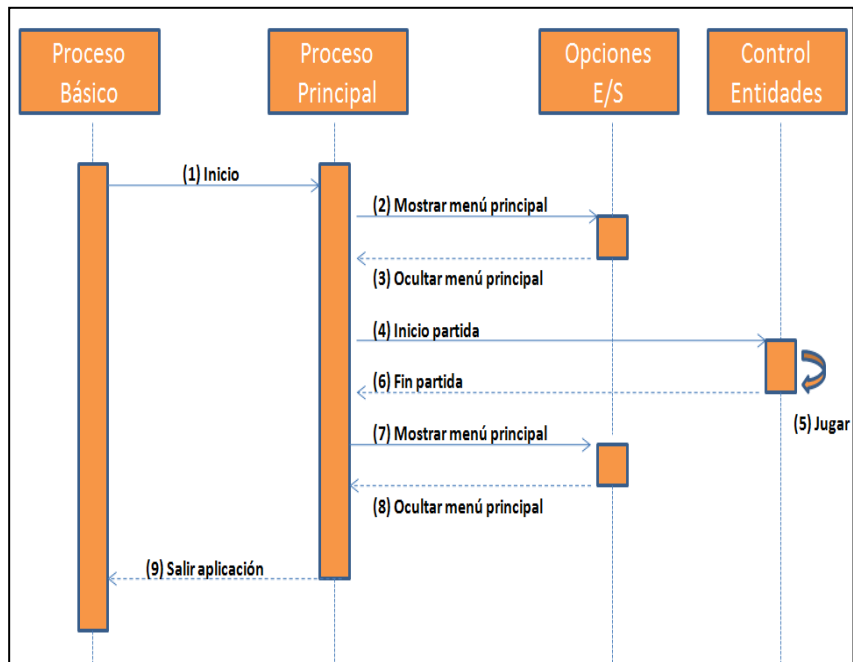 Proceso
Básico
Proceso
Principal
Opciones
E/S
Control
Entidades
(1) Inicio
(2) Mostrar menú principal
(3) Ocultar menú principal
(4) Inicio partida
(6) Fin partida
(5) Jugar
(7) Mostrar menú principal
(8) Ocultar menú principal
(9) Salir aplicación